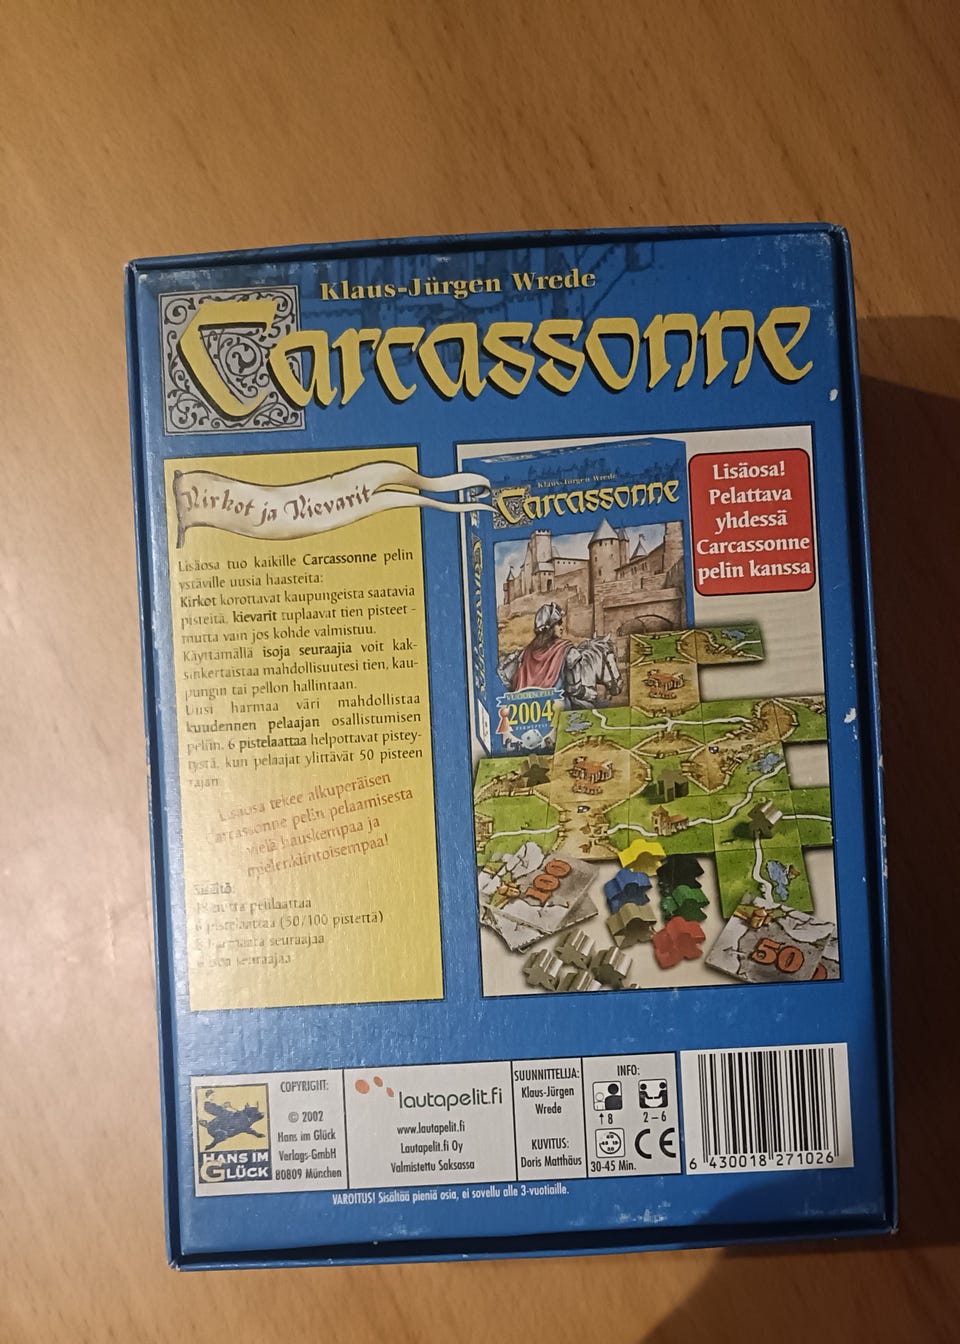 Klaus-Jürgen Wrede
Carcassonne
Kirkot ja Kievarit
Lisäosa tuo kaikille Carcassonne pelin
ystäville uusia haasteita:
Kirkot korottavat kaupungeista saatavia
pisteitä, kievarit tuplaavat tien pisteet -
mutta vain jos kohde valmistuu.
Käyttämällä isoja seuraajia voit kak-
sinkertaistaa mahdollisuutesi tien, kau-
pungin tai pellon hallintaan.
Uusi harmaa väri mahdollistaa
kuudennen pelaajan osallistumisen
peliin. 6 pistelaattaa helpottavat pistey-
tystä, kun pelaajat ylittävät 50 pisteen
rajan.
Lisäosa tekee alkuperäisen
Carcassonne pelin pelaamisesta
vielä hauskempaa ja
mielenkiintoisempaa!
Sisältö:
pelilaattaa
6 pistelaattaa (50/100 pistettä)
8 harmaata seuraajaa
isoa seuraajaa
Klaus-Jürgen Wrede
Carcassonne
Carcassonne
VUODEN PELI
2004
Lisäosa!
Pelattava
yhdessä
Carcassonne
pelin kanssa
100
50
HANS IM
GLÜCK
COPYRIGHT:
© 2002
Hans im Glück
Verlags-GmbH
80809 München
lautapelit.fi
www.lautapelit.fi
Lautapelit.fi Oy
Valmistettu Saksassa
SUUNNITTELIJA:
Klaus-Jürgen
Wrede
KUVITUS:
Doris Matthäus
INFO:
↑8
2–6
30-45 Min.
CE
6 430018 271026
VAROITUS! Sisältää pieniä osia, ei sovellu alle 3-vuotiaille.